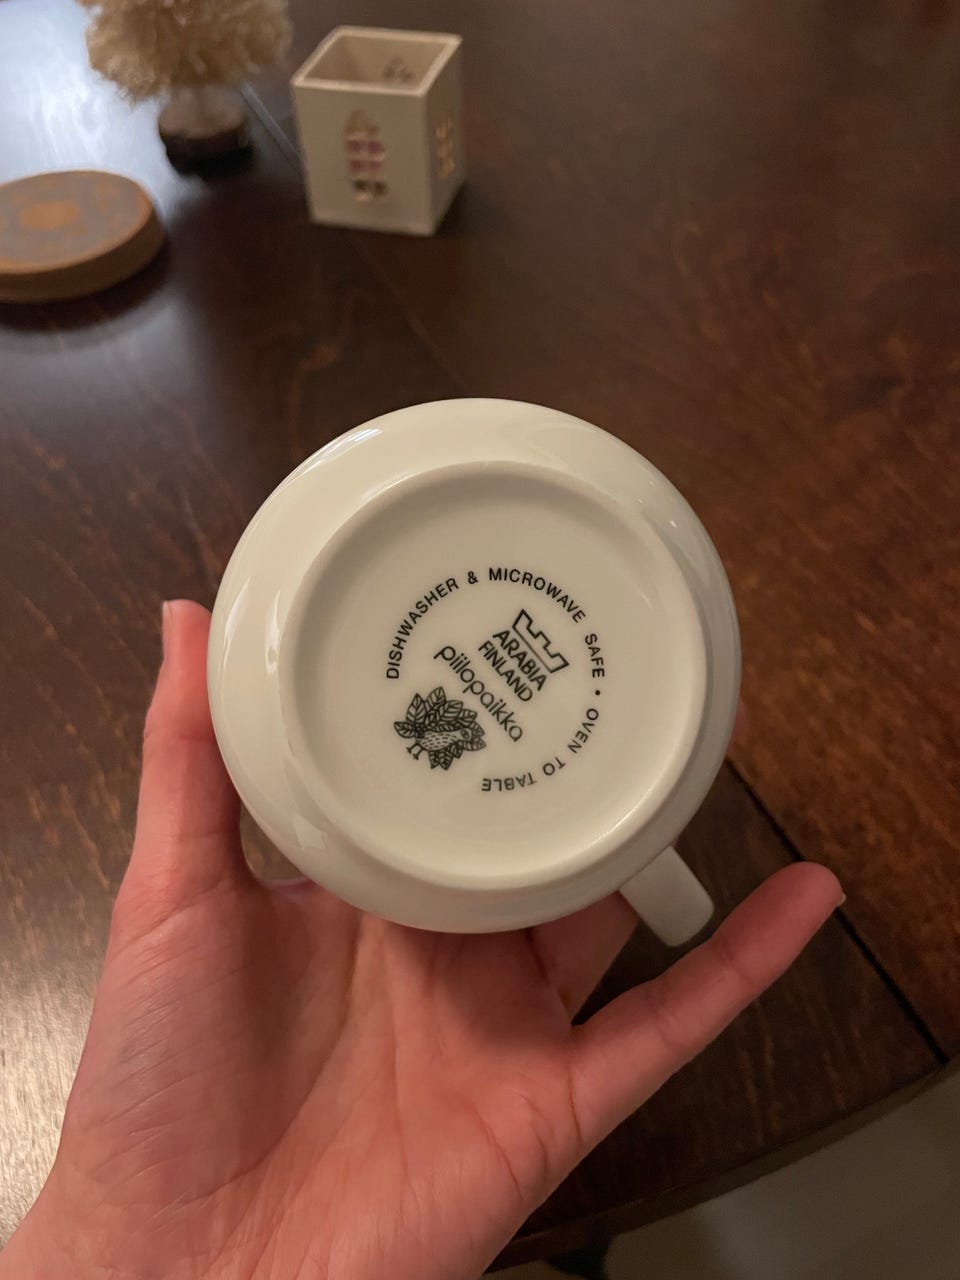 DISHWASHER & MICROWAVE SAFE • OVEN TO TABLE
ARABIA
FINLAND
piilopaikka